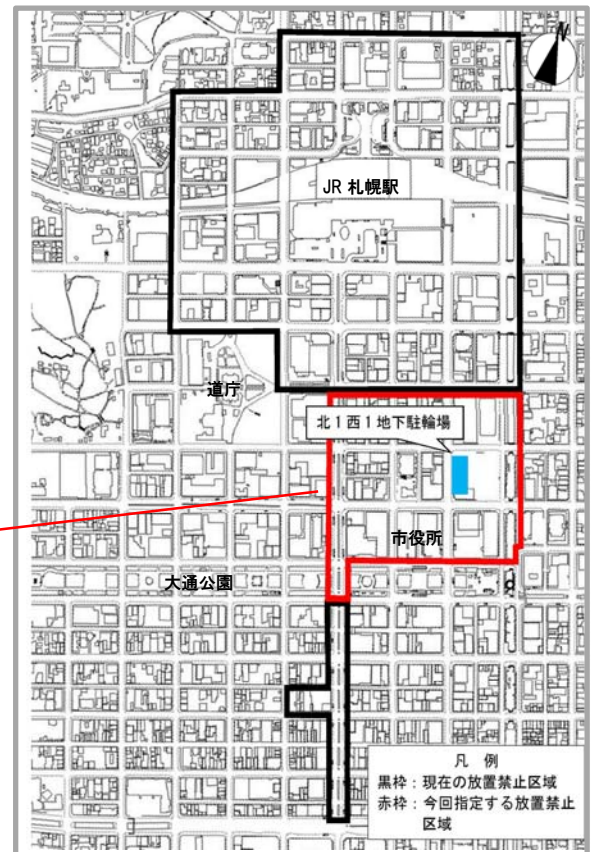 N
JR 札幌駅
道庁
北1西1地下駐輪場
市役所
大通公園
凡 例
黒枠：現在の放置禁止区域
赤枠：今回指定する放置禁止
区域